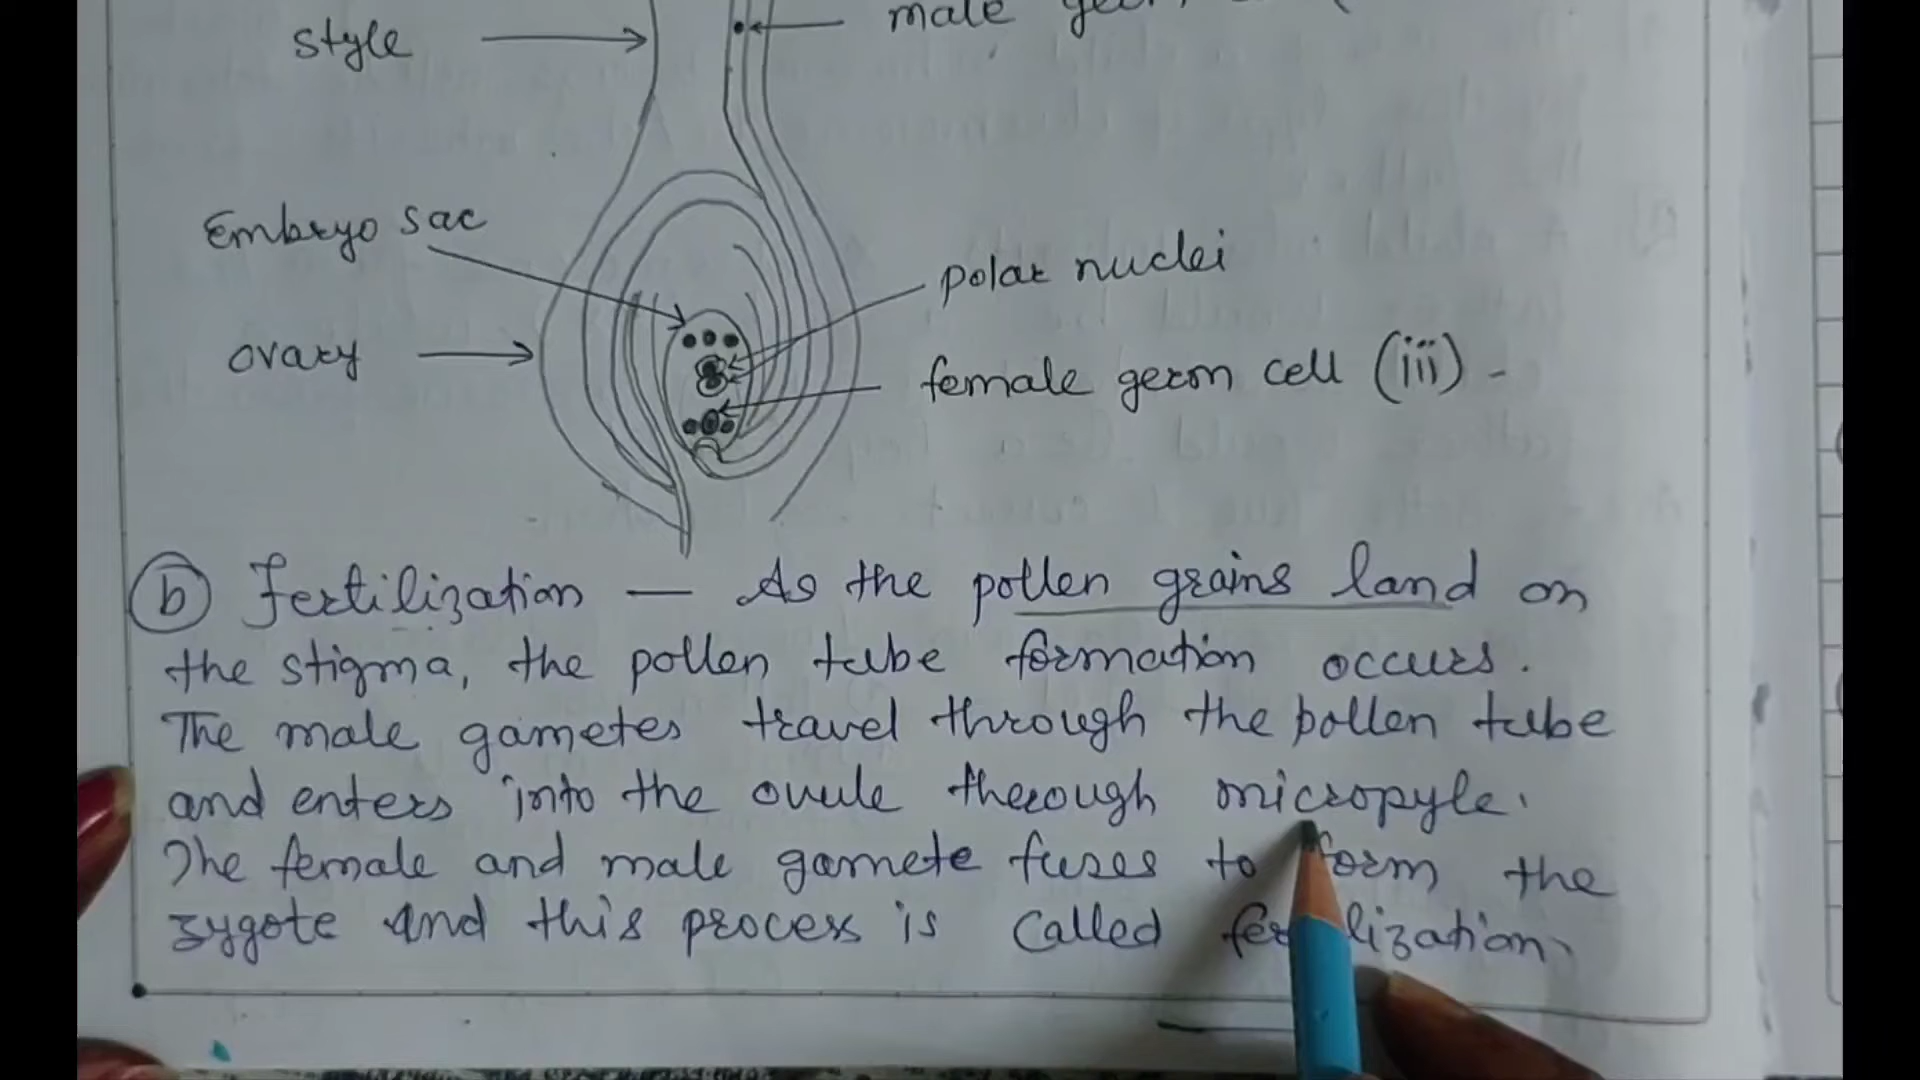 male
style
Embryo sac
polar nuclei
ovary
female germ cell (iii) -
(b) Fertilization — As the pollen grains land on
the stigma, the pollen tube formation occurs.
The male gametes travel through the pollen tube
and enters into the ovule through micropyle.
The female and male gamete fuses to form the
zygote and this process is called fertilization.